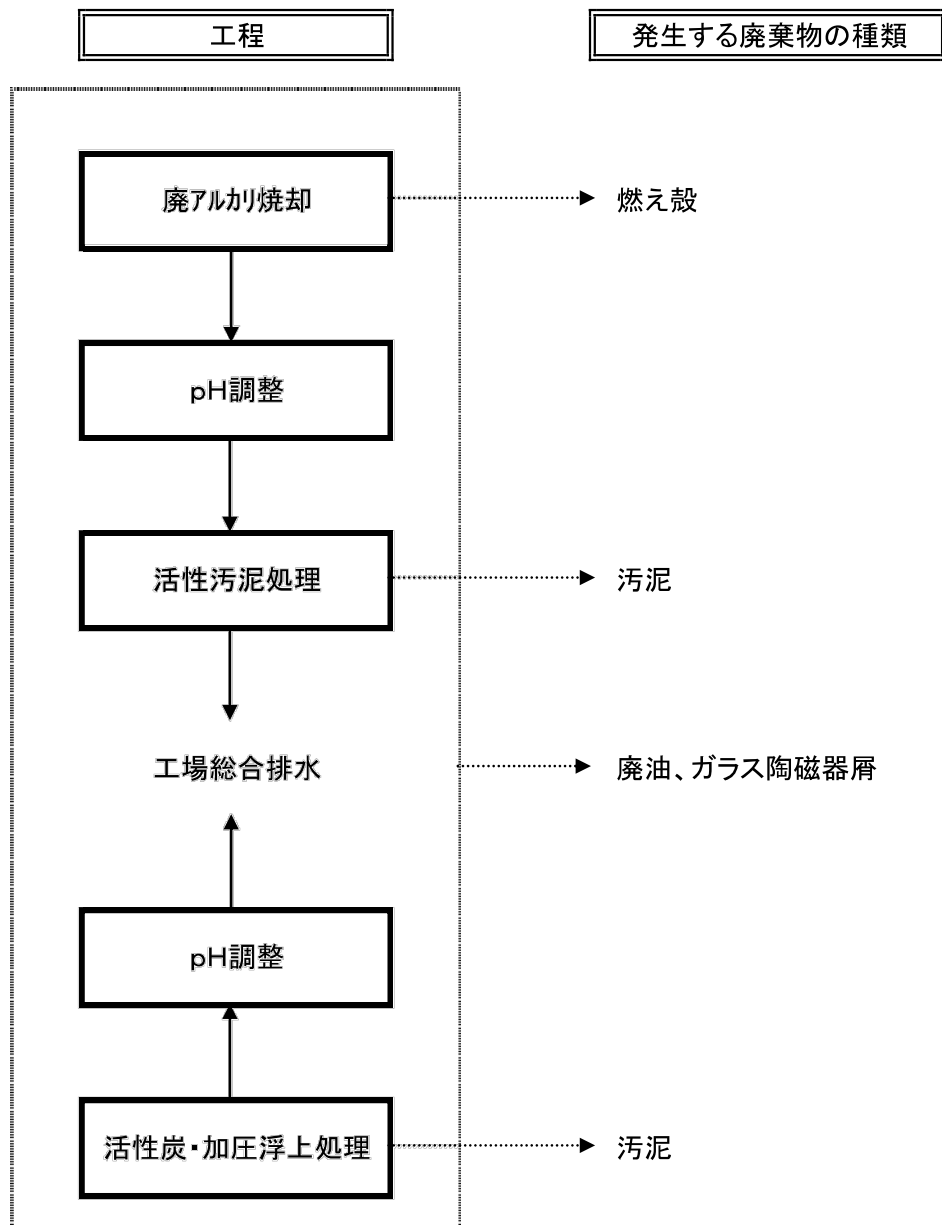 工程
発生する廃棄物の種類
廃アルカリ焼却
燃え殻
pH調整
活性汚泥処理
汚泥
工場総合排水
廃油、ガラス陶磁器屑
pH調整
活性炭・加圧浮上処理
汚泥